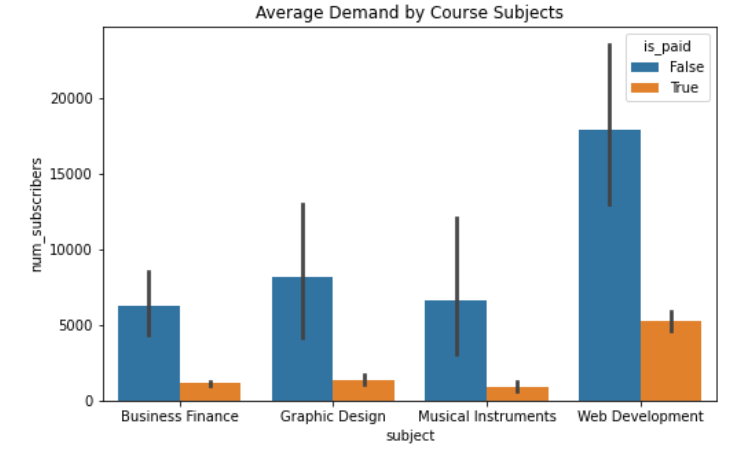 Average Demand by Course Subjects
is_paid
False
True
num_subscribers
20000
15000
10000
5000
0
Business Finance
Graphic Design
Musical Instruments
Web Development
subject